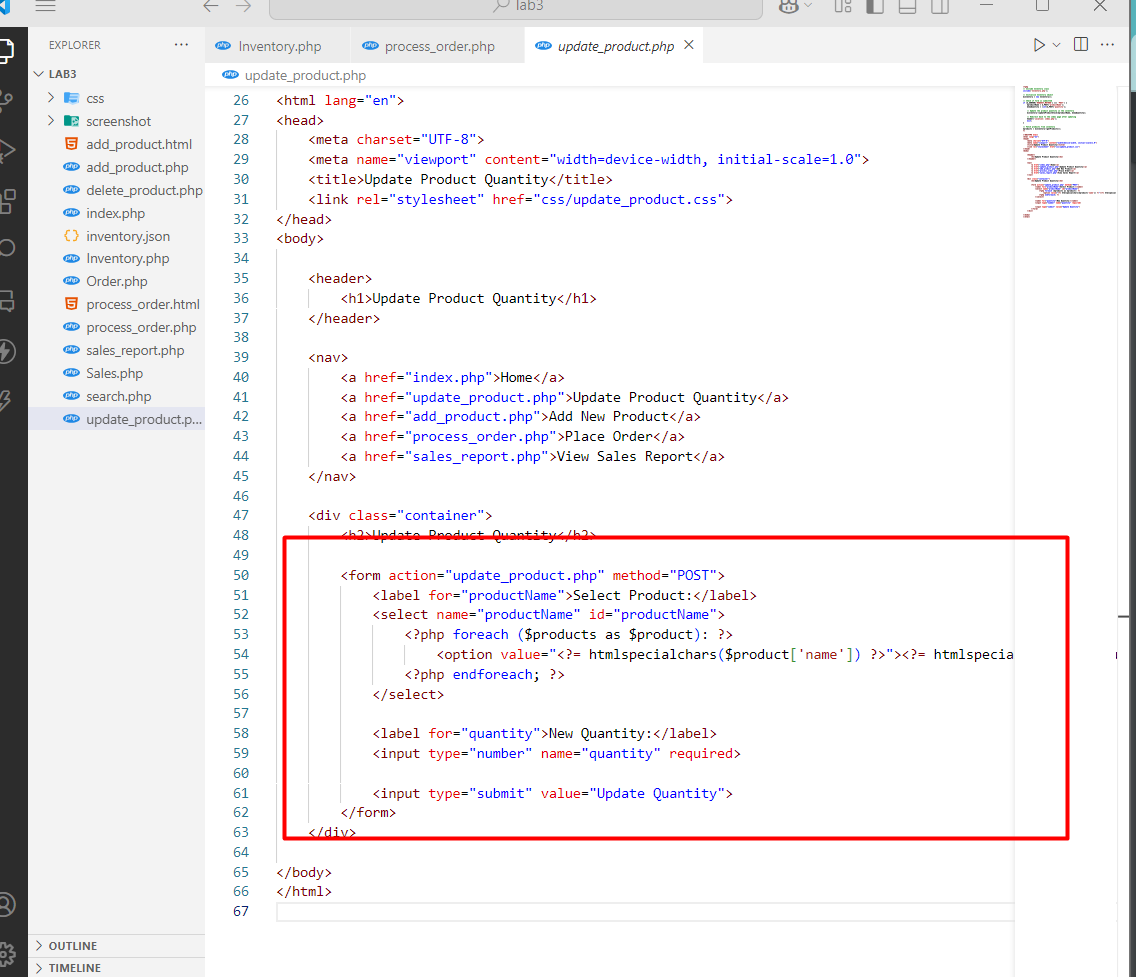 lab3
EXPLORER
LAB3
css
screenshot
add_product.html
add_product.php
delete_product.php
index.php
inventory.json
Inventory.php
Order.php
process_order.html
process_order.php
sales_report.php
Sales.php
search.php
update_product.p...
OUTLINE
TIMELINE
Inventory.php
process_order.php
update_product.php
update_product.php
26 <html lang="en">
27 <head>
28 <meta charset="UTF-8">
29 <meta name="viewport" content="width=device-width, initial-scale=1.0">
30 <title>Update Product Quantity</title>
31 <link rel="stylesheet" href="css/update_product.css">
32 </head>
33 <body>
34
35 <header>
36 <h1>Update Product Quantity</h1>
37 </header>
38
39 <nav>
40 <a href="index.php">Home</a>
41 <a href="update_product.php">Update Product Quantity</a>
42 <a href="add_product.php">Add New Product</a>
43 <a href="process_order.php">Place Order</a>
44 <a href="sales_report.php">View Sales Report</a>
45 </nav>
46
47 <div class="container">
48 <h2>Update Product Quantity</h2>
49
50 <form action="update_product.php" method="POST">
51 <label for="productName">Select Product:</label>
52 <select name="productName" id="productName">
53 <?php foreach ($products as $product): ?>
54 <option value="<?= htmlspecialchars($product['name']) ?>"><?= htmlspecia
55 <?php endforeach; ?>
56 </select>
57
58 <label for="quantity">New Quantity:</label>
59 <input type="number" name="quantity" required>
60
61 <input type="submit" value="Update Quantity">
62 </form>
63 </div>
64
65 </body>
66 </html>
67